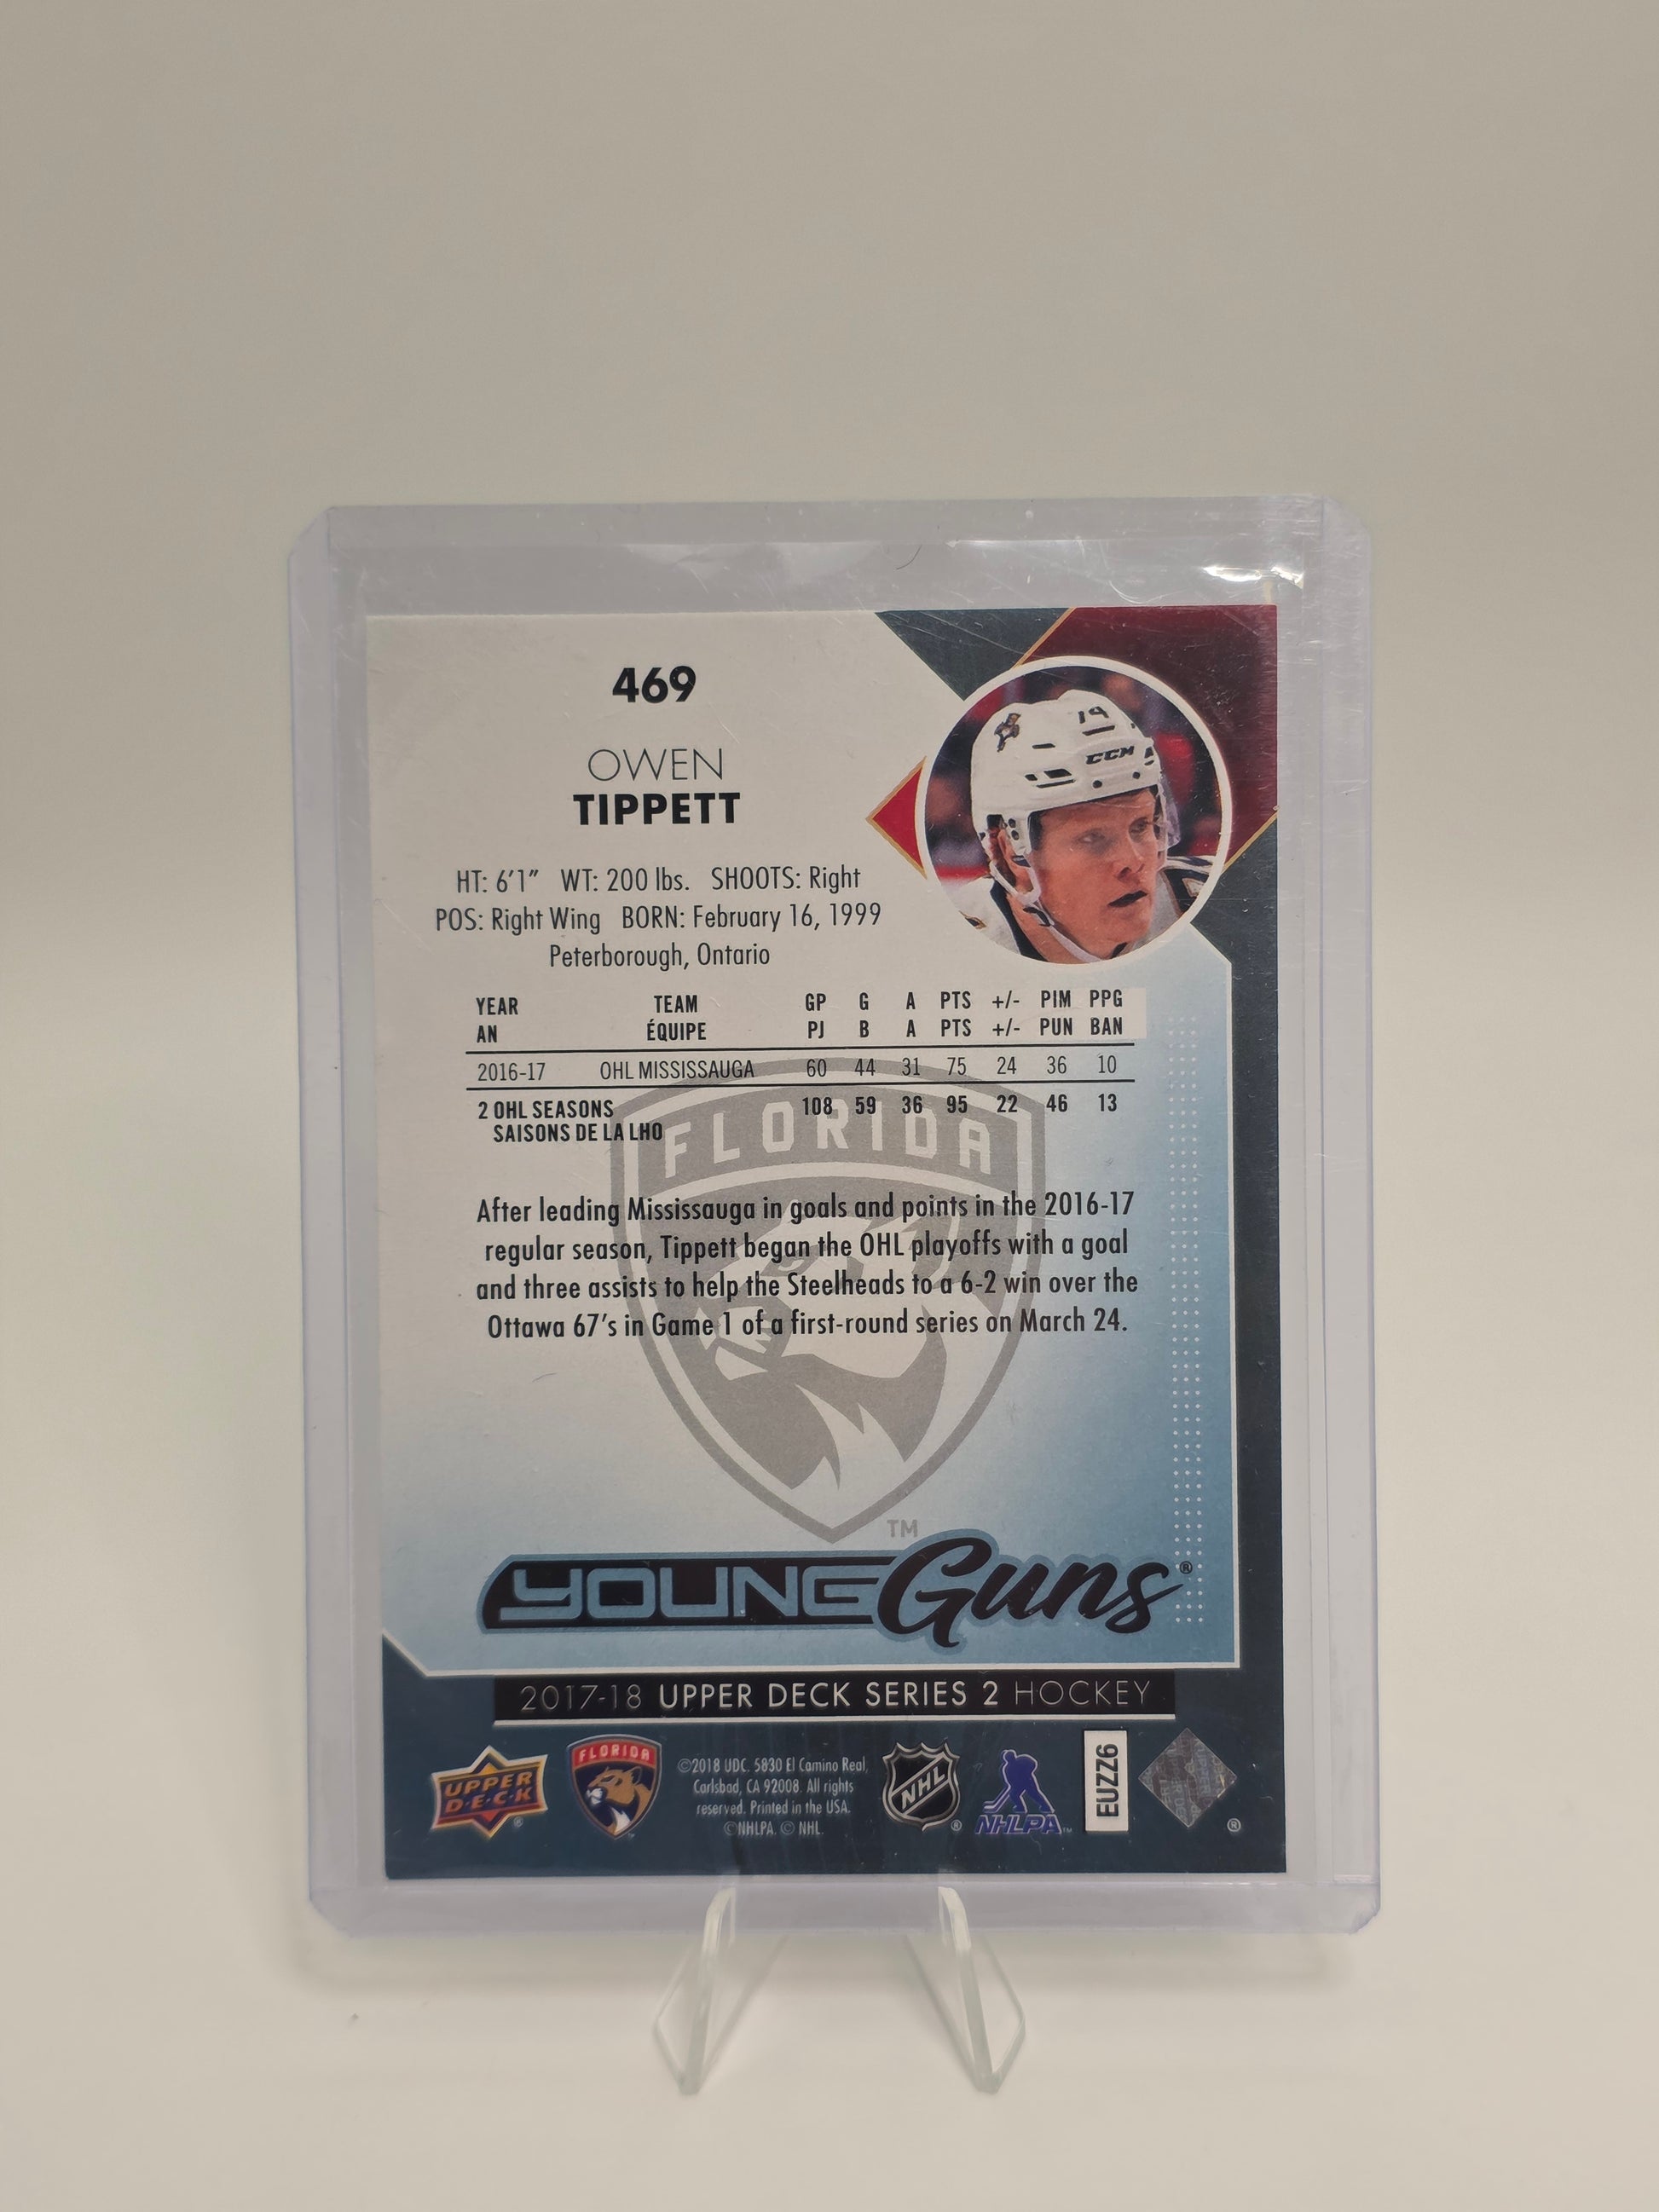 469
OWEN
TIPPETT
HT: 6'1" WT: 200 lbs. SHOOTS: Right
POS: Right Wing BORN: February 16, 1999
Peterborough, Ontario
19
CCM
YEAR TEAM GP G A PTS +/- PIM PPG
AN ÉQUIPE PJ B A PTS +/- PUN BAN
2016-17 OHL MISSISSAUGA 60 44 31 75 24 36 10
2 OHL SEASONS 108 59 36 95 22 46 13
SAISONS DE LA LHO
FLORIDA
After leading Mississauga in goals and points in the 2016-17
regular season, Tippett began the OHL playoffs with a goal
and three assists to help the Steelheads to a 6-2 win over the
Ottawa 67's in Game 1 of a first-round series on March 24.
TM
YOUNG Guns®
2017-18 UPPER DECK SERIES 2 HOCKEY
UPPER
D·E·C·K
®
FLORIDA
©2018 UDC. 5830 El Camino Real,
Carlsbad, CA 92008. All rights
reserved. Printed in the USA.
©NHLPA. © NHL.
NHL
®
NHLPA™
EUZZ6
®